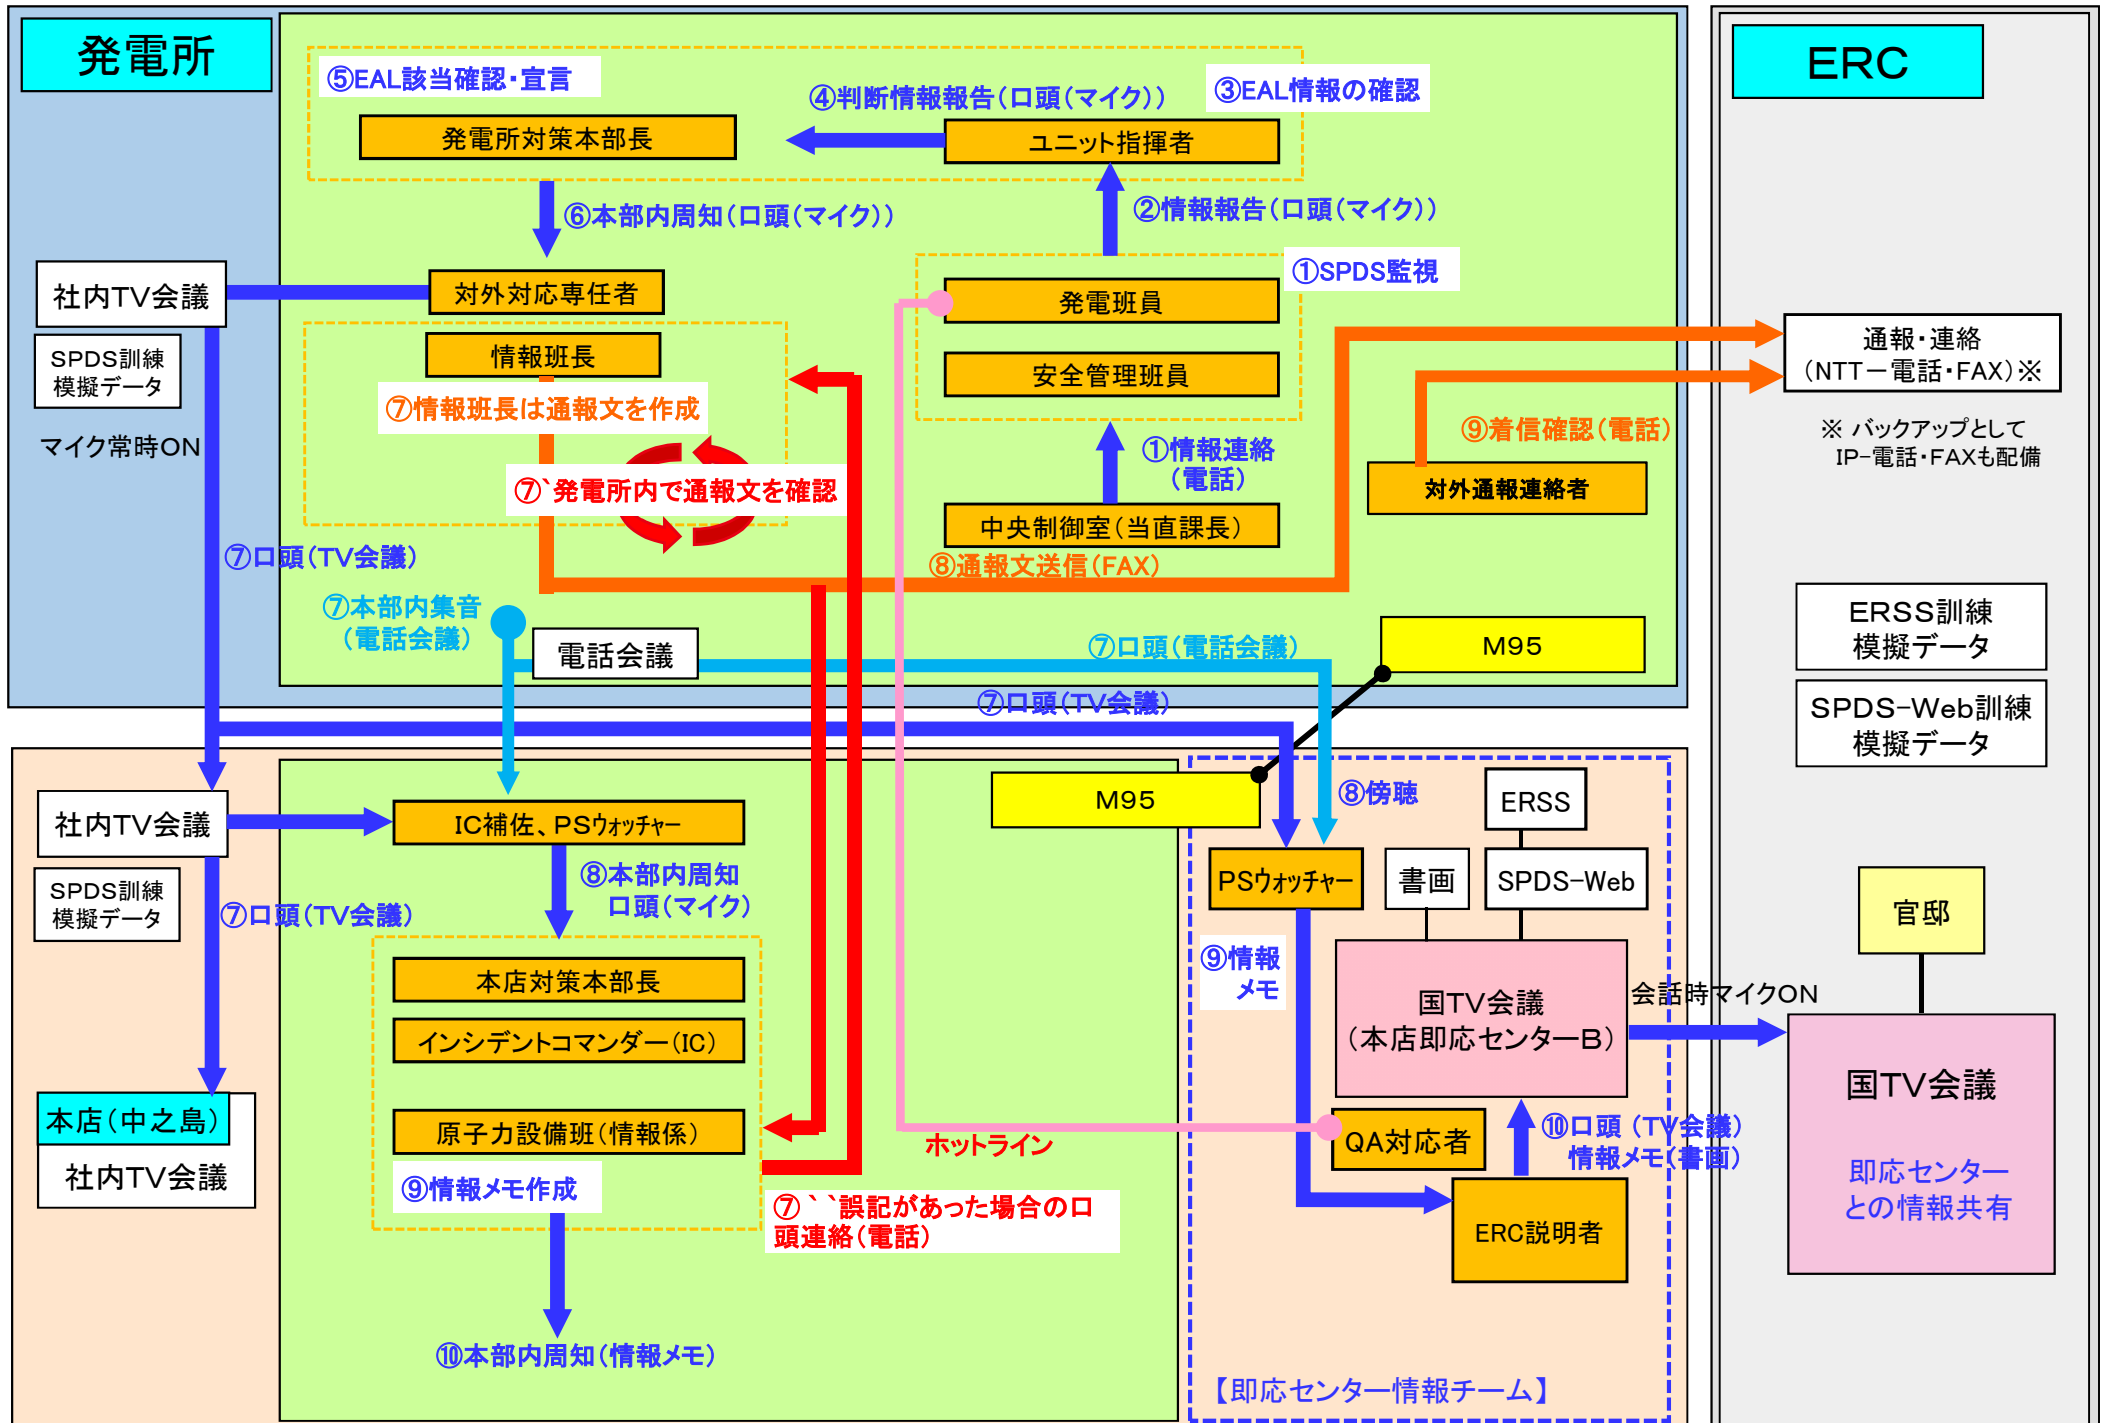 発電所
⑤EAL該当確認・宣言
④判断情報報告(口頭(マイク))
③EAL情報の確認
発電所対策本部長
ユニット指揮者
⑥本部内周知(口頭(マイク))
②情報報告(口頭(マイク))
社内TV会議
対外対応専任者
①SPDS監視
発電班員
SPDS訓練
模擬データ
情報班長
安全管理班員
⑦情報班長は通報文を作成
マイク常時ON
①情報連絡
(電話)
⑦`発電所内で通報文を確認
⑨着信確認(電話)
対外通報連絡者
中央制御室(当直課長)
⑦口頭(TV会議)
⑧通報文送信(FAX)
⑦本部内集音
(電話会議)
電話会議
⑦口頭(電話会議)
M95
⑦口頭(TV会議)
ERC
通報・連絡
(NTT-電話・FAX)※
※ バックアップとして
IP-電話・FAXも配備
ERSS訓練
模擬データ
SPDS-Web訓練
模擬データ
社内TV会議
IC補佐、PSウォッチャー
M95
⑧傍聴
ERSS
SPDS訓練
模擬データ
⑧本部内周知
口頭(マイク)
⑦口頭(TV会議)
PSウォッチャー
書画
SPDS-Web
官邸
本店対策本部長
⑨情報
メモ
国TV会議
(本店即応センターB)
会話時マイクON
インシデントコマンダー(IC)
国TV会議
即応センター
との情報共有
本店(中之島)
社内TV会議
原子力設備班(情報係)
ホットライン
QA対応者
⑩口頭 (TV会議)
情報メモ(書画)
⑨情報メモ作成
⑦``誤記があった場合の口
頭連絡(電話)
ERC説明者
⑩本部内周知(情報メモ)
【即応センター情報チーム】